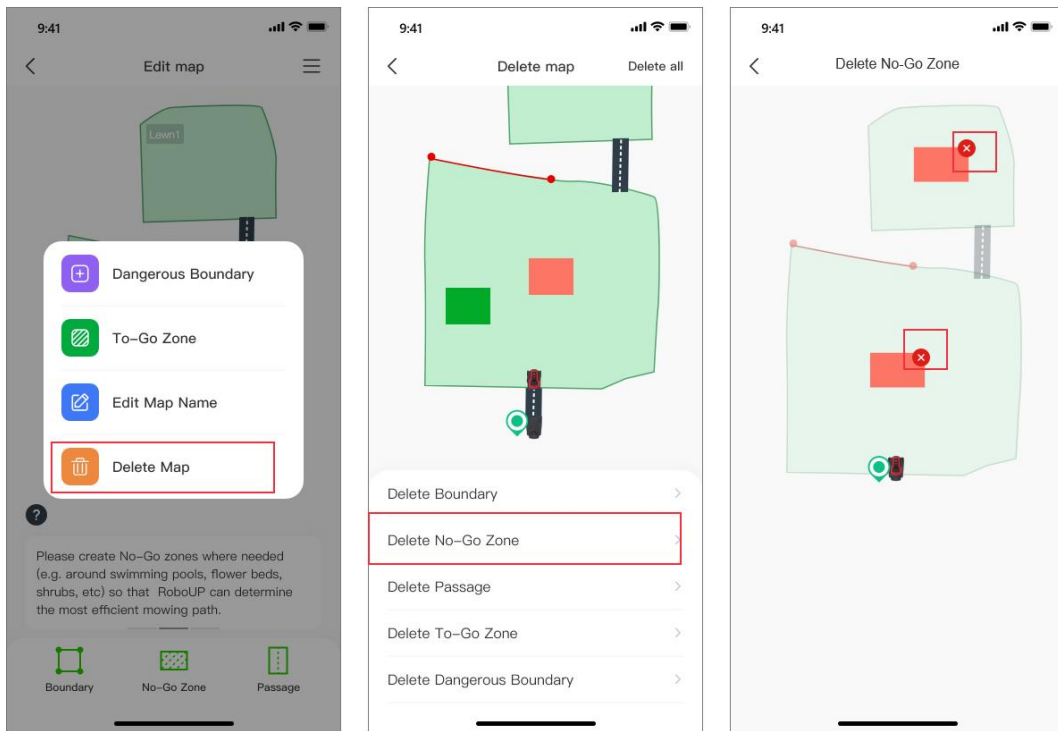 9:41
Edit map
Lawn1
Dangerous Boundary
To-Go Zone
Edit Map Name
Delete Map
?
Please create No-Go zones where needed
(e.g. around swimming pools, flower beds,
shrubs, etc) so that RoboUP can determine
the most efficient mowing path.
Boundary
No-Go Zone
Passage
9:41
Delete map
Delete all
Delete Boundary
Delete No-Go Zone
Delete Passage
Delete To-Go Zone
Delete Dangerous Boundary
9:41
Delete No-Go Zone